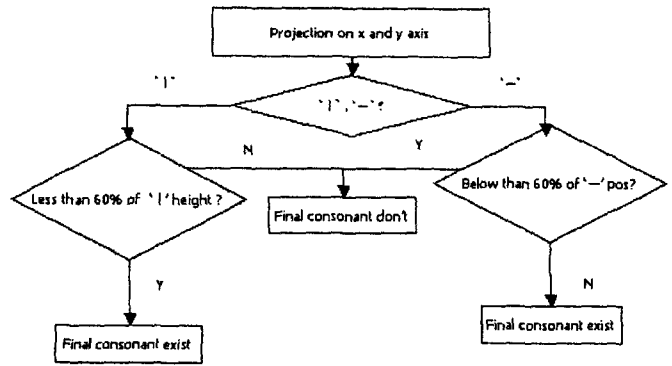 Projection on x and y axis
'ㅣ'
'ㅡ'
'ㅣ', 'ㅡ'?
N
Y
Less than 60% of 'ㅣ' height ?
Below than 60% of 'ㅡ' pos?
Final consonant don't
Y
N
Final consonant exist
Final consonant exist